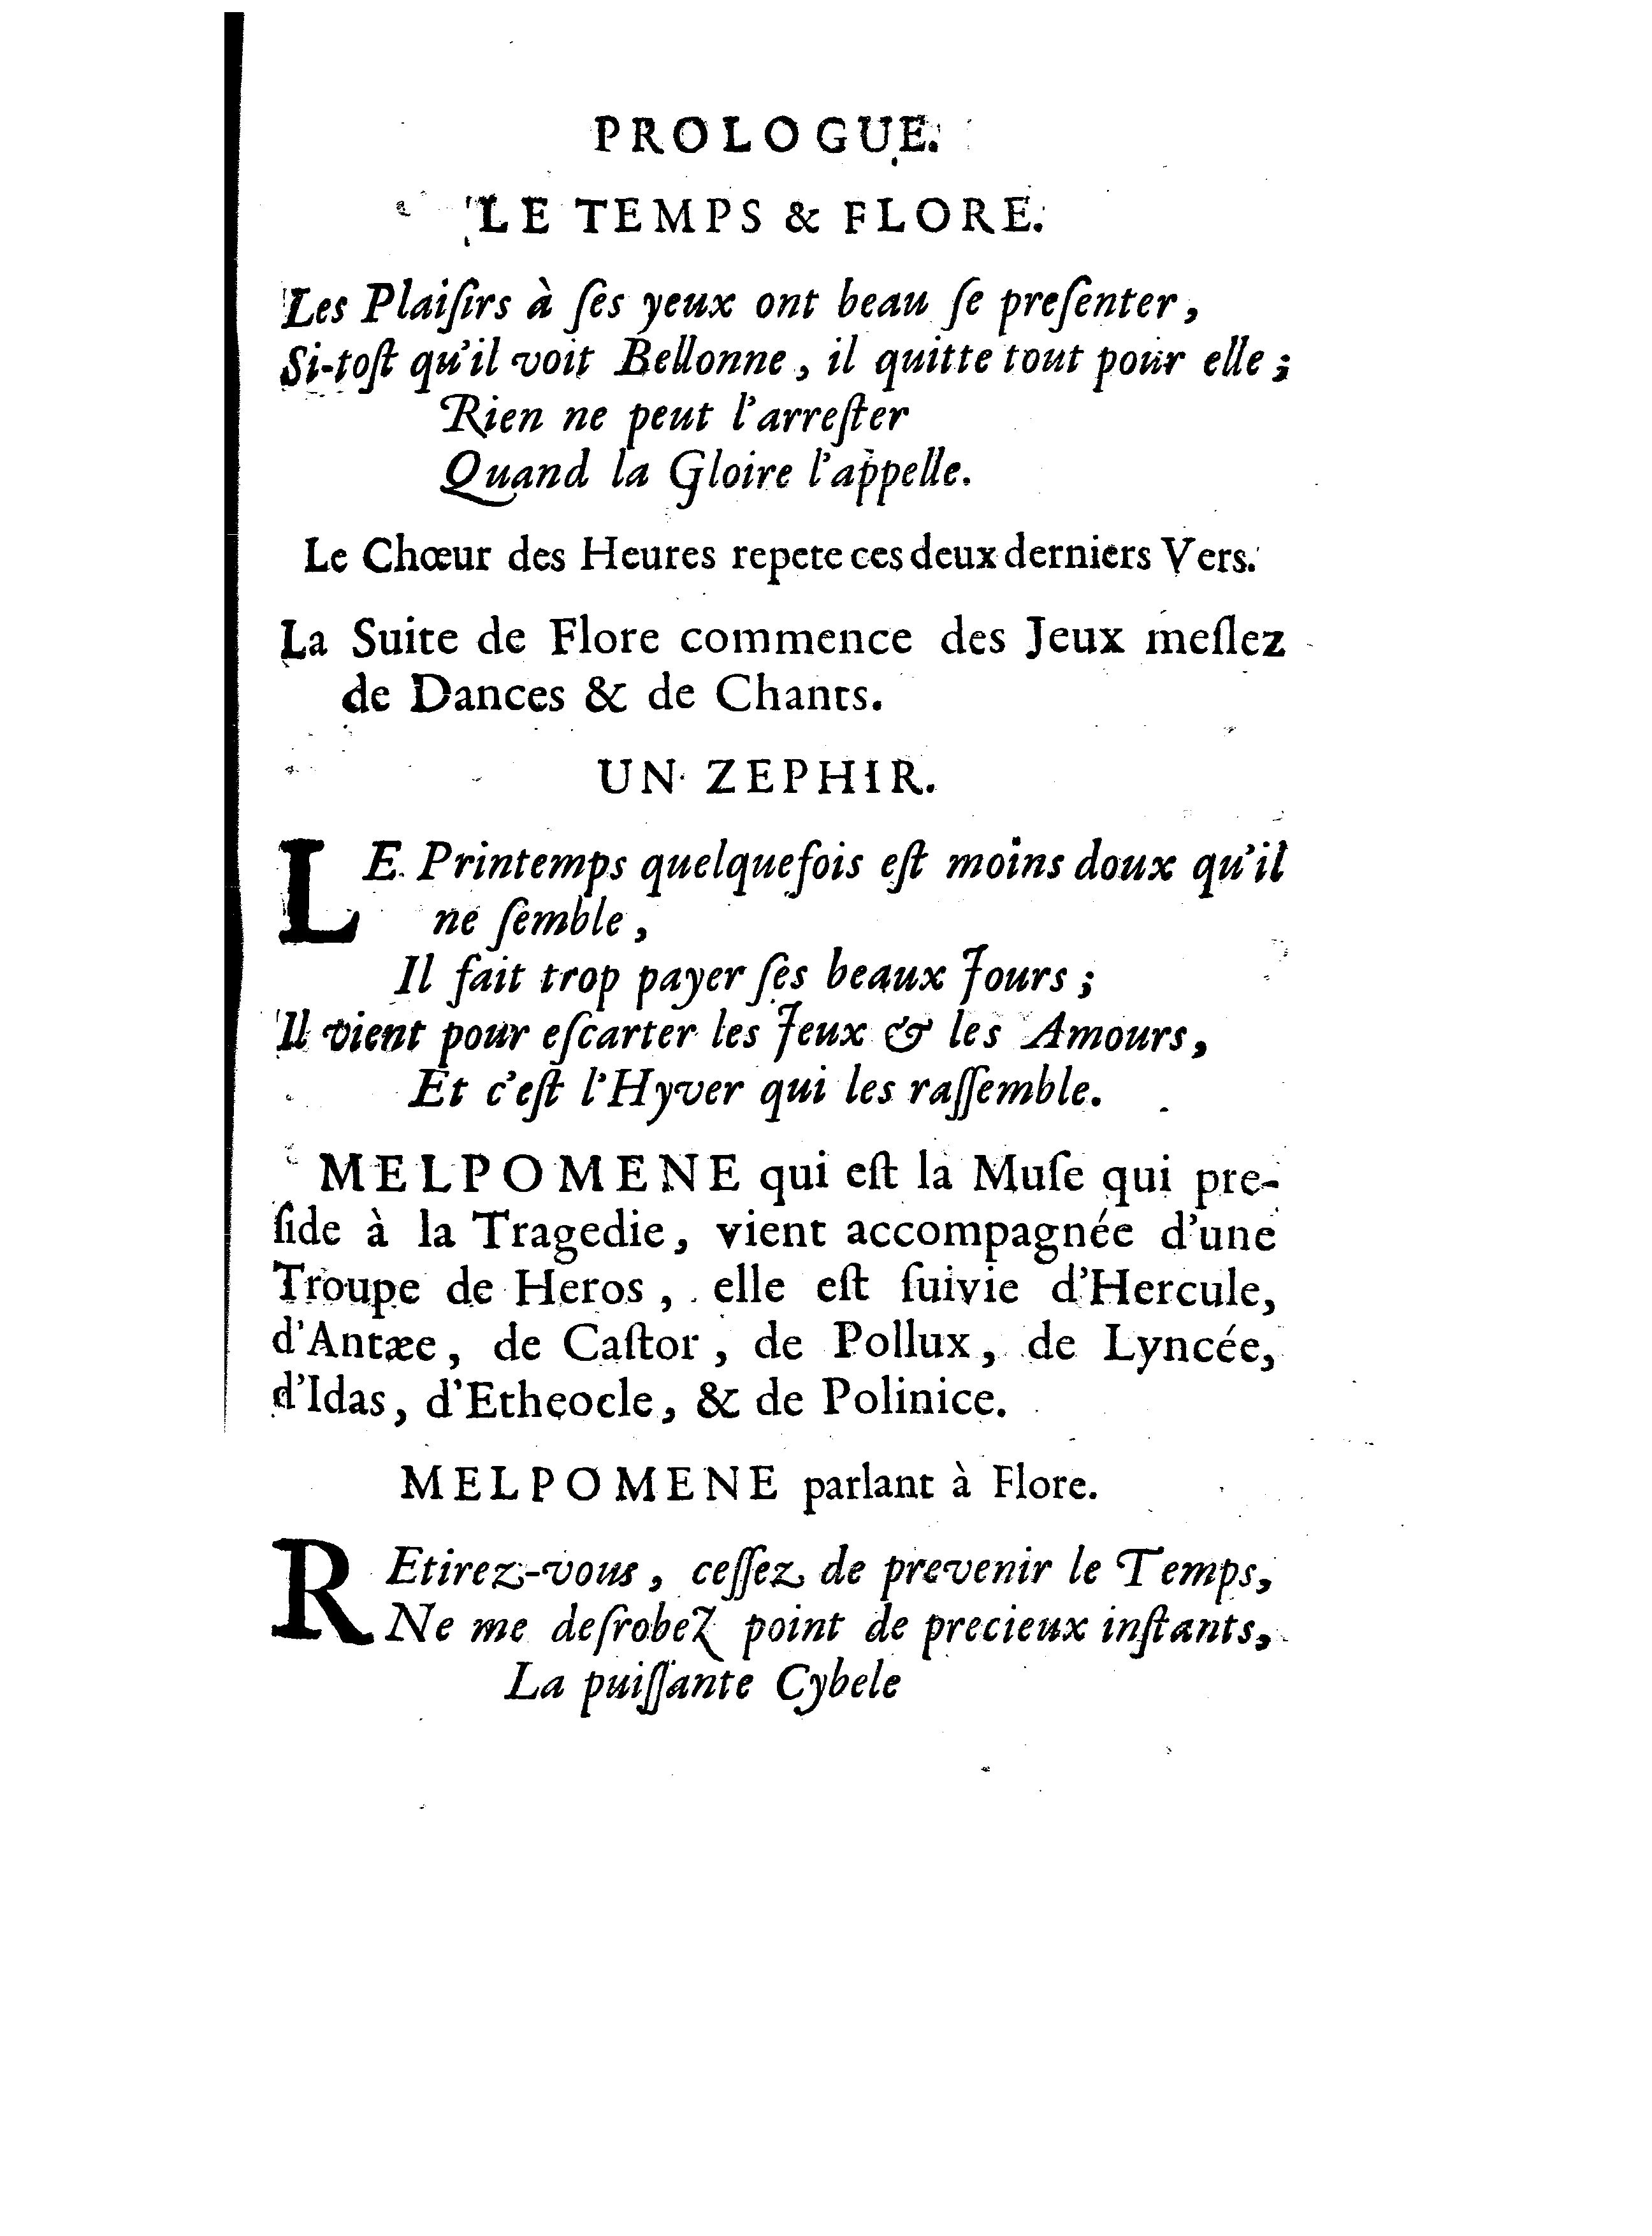 PROLOGUE.
LE TEMPS & FLORE.
Les Plaiſirs à ſes yeux ont beau ſe preſenter,
Si-toſt qu'il voit Bellonne, il quitte tout pour elle;
Rien ne peut l'arreſter
Quand la Gloire l'appelle.
Le Chœur des Heures repete ces deux derniers Vers.
La Suite de Flore commence des Jeux meſlez
de Dances & de Chants.
UN ZEPHIR.
LE Printemps quelquefois eſt moins doux qu'il
ne ſemble,
Il fait trop payer ſes beaux Jours;
Il vient pour eſcarter les Jeux & les Amours,
Et c'eſt l'Hyver qui les raſſemble.
MELPOMENE qui eſt la Muſe qui pre-
ſide à la Tragedie, vient accompagnée d'une
Troupe de Heros, elle eſt ſuivie d'Hercule,
d'Antæe, de Caſtor, de Pollux, de Lyncée,
d'Idas, d'Etheocle, & de Polinice.
MELPOMENE parlant à Flore.
REtirez-vous, ceſſez de prevenir le Temps,
Ne me deſrobez point de precieux inſtants,
La puiſſante Cybele